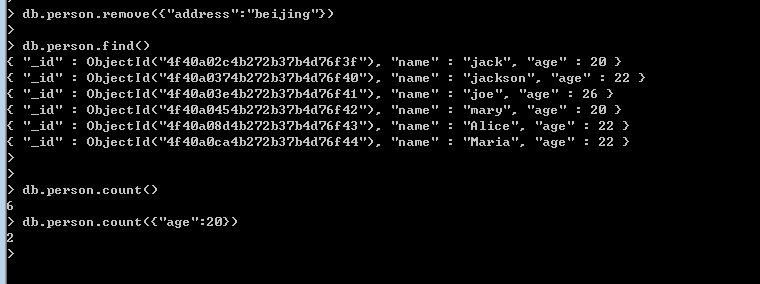 > db.person.remove({"address":"beijing"})
>
> db.person.find()
{ "_id" : ObjectId("4f40a02c4b272b37b4d76f3f"), "name" : "jack", "age" : 20 }
{ "_id" : ObjectId("4f40a0374b272b37b4d76f40"), "name" : "jackson", "age" : 22 }
{ "_id" : ObjectId("4f40a03e4b272b37b4d76f41"), "name" : "joe", "age" : 26 }
{ "_id" : ObjectId("4f40a0454b272b37b4d76f42"), "name" : "mary", "age" : 20 }
{ "_id" : ObjectId("4f40a08d4b272b37b4d76f43"), "name" : "Alice", "age" : 22 }
{ "_id" : ObjectId("4f40a0ca4b272b37b4d76f44"), "name" : "Maria", "age" : 22 }
>
>
> db.person.count()
6
> db.person.count({"age":20})
2
>